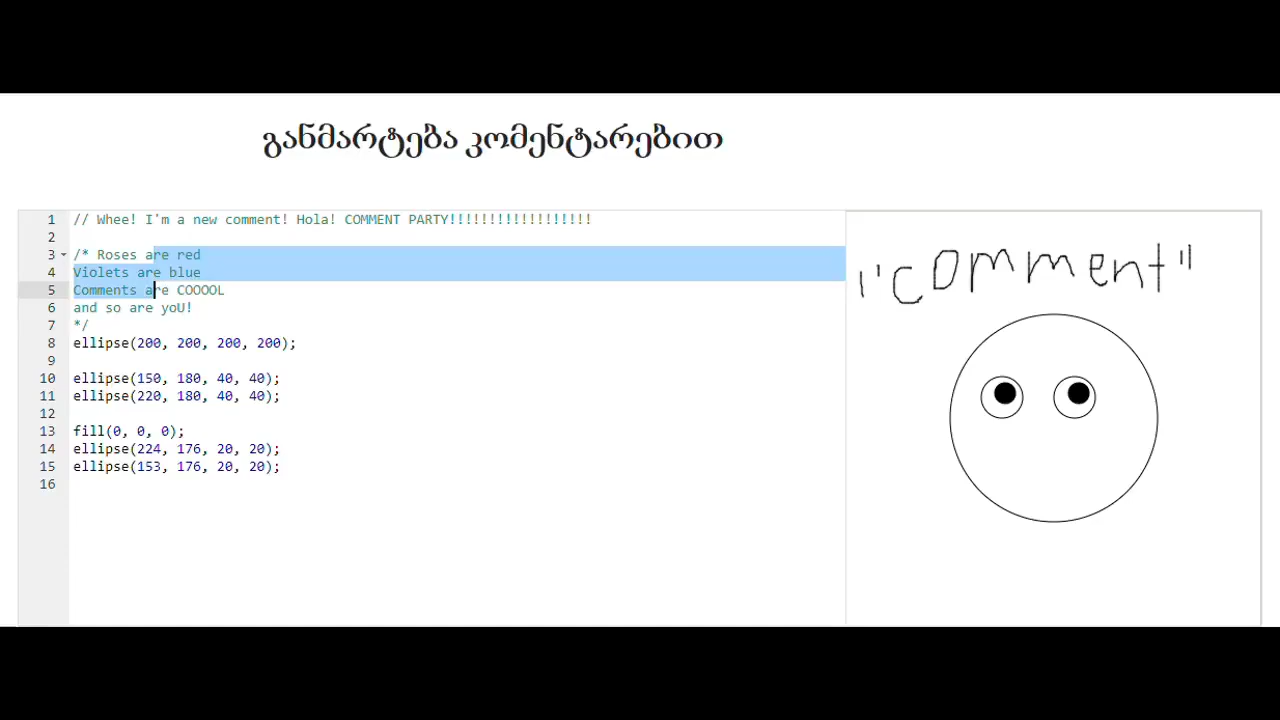 განმარტება კომენტარებით
1 // Whee! I'm a new comment! Hola! COMMENT PARTY!!!!!!!!!!!!!!!!!!
2
3 /* Roses are red
4 Violets are blue
5 Comments are COOOOL
6 and so are yoU!
7 */
8 ellipse(200, 200, 200, 200);
9
10 ellipse(150, 180, 40, 40);
11 ellipse(220, 180, 40, 40);
12
13 fill(0, 0, 0);
14 ellipse(224, 176, 20, 20);
15 ellipse(153, 176, 20, 20);
16
"comment"